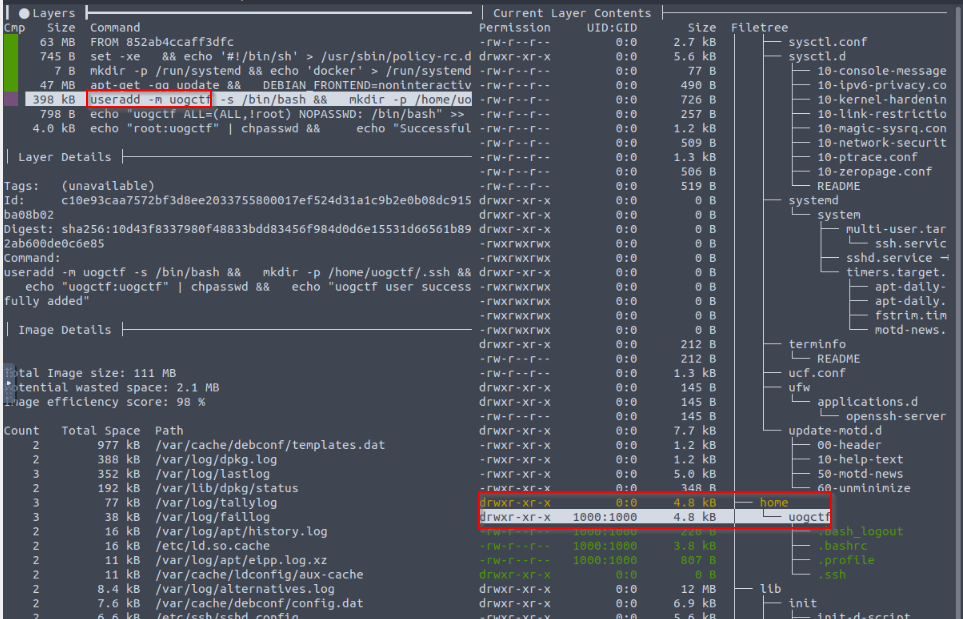 ● Layers
Cmp   Size  Command
63 MB  FROM 852ab4ccaff3dfc
745 B  set -xe   && echo '#!/bin/sh' > /usr/sbin/policy-rc.d
7 B  mkdir -p /run/systemd && echo 'docker' > /run/systemd
47 MB  apt-get -qq update &&   DEBIAN_FRONTEND=noninteractiv
398 kB  useradd -m uogctf -s /bin/bash &&   mkdir -p /home/uo
798 B  echo "uogctf ALL=(ALL,!root) NOPASSWD: /bin/bash" >>
4.0 kB  echo "root:uogctf" | chpasswd &&     echo "Successful
Layer Details
Tags:   (unavailable)
Id:     c10e93caa7572bf3d8ee2033755800017ef524d31a1c9b2e0b08dc915
ba08b02
Digest: sha256:10d43f8337980f48833bdd83456f984d0d6e15531d66561b89
2ab600de0c6e85
Command:
useradd -m uogctf -s /bin/bash &&   mkdir -p /home/uogctf/.ssh &&
echo "uogctf:uogctf" | chpasswd &&   echo "uogctf user success
fully added"
Image Details
Total Image size: 111 MB
Potential wasted space: 2.1 MB
Image efficiency score: 98 %
Count   Total Space  Path
2   977 kB  /var/cache/debconf/templates.dat
2   388 kB  /var/log/dpkg.log
3   352 kB  /var/log/lastlog
2   192 kB  /var/lib/dpkg/status
3   77 kB  /var/log/tallylog
3   38 kB  /var/log/faillog
2   16 kB  /var/log/apt/history.log
2   16 kB  /etc/ld.so.cache
2   11 kB  /var/log/apt/eipp.log.xz
2   11 kB  /var/cache/ldconfig/aux-cache
2   8.4 kB  /var/log/alternatives.log
2   7.6 kB  /var/cache/debconf/config.dat
2   6.6 kB  /etc/ssh/sshd_config
Current Layer Contents
Permission     UID:GID       Size  Filetree
-rw-r--r--   0:0   2.7 kB   sysctl.conf
drwxr-xr-x   0:0   5.6 kB   sysctl.d
-rw-r--r--   0:0   77 B   10-console-message
-rw-r--r--   0:0   490 B   10-ipv6-privacy.co
-rw-r--r--   0:0   726 B   10-kernel-hardenin
-rw-r--r--   0:0   257 B   10-link-restrictio
-rw-r--r--   0:0   1.2 kB   10-magic-sysrq.con
-rw-r--r--   0:0   509 B   10-network-securit
-rw-r--r--   0:0   1.3 kB   10-ptrace.conf
-rw-r--r--   0:0   506 B   10-zeropage.conf
-rw-r--r--   0:0   519 B   README
drwxr-xr-x   0:0   0 B   systemd
drwxr-xr-x   0:0   0 B   system
drwxr-xr-x   0:0   0 B   multi-user.tar
-rwxrwxrwx   0:0   0 B   ssh.servic
-rwxrwxrwx   0:0   0 B   sshd.service →
drwxr-xr-x   0:0   0 B   timers.target.
-rwxrwxrwx   0:0   0 B   apt-daily-
-rwxrwxrwx   0:0   0 B   apt-daily.
-rwxrwxrwx   0:0   0 B   fstrim.tim
-rwxrwxrwx   0:0   0 B   motd-news.
drwxr-xr-x   0:0   212 B   terminfo
-rw-r--r--   0:0   212 B   README
-rw-r--r--   0:0   1.3 kB   ucf.conf
drwxr-xr-x   0:0   145 B   ufw
drwxr-xr-x   0:0   145 B   applications.d
-rw-r--r--   0:0   145 B   openssh-server
drwxr-xr-x   0:0   7.7 kB   update-motd.d
-rwxr-xr-x   0:0   1.2 kB   00-header
-rwxr-xr-x   0:0   1.2 kB   10-help-text
-rwxr-xr-x   0:0   5.0 kB   50-motd-news
-rwxr-xr-x   0:0   348 B   60-unminimize
drwxr-xr-x   0:0   4.8 kB   home
drwxr-xr-x   1000:1000   4.8 kB   uogctf
-rw-r--r--   1000:1000   220 B   .bash_logout
-rw-r--r--   1000:1000   3.8 kB   .bashrc
-rw-r--r--   1000:1000   807 B   .profile
drwxr-xr-x   0:0   0 B   .ssh
drwxr-xr-x   0:0   12 MB   lib
drwxr-xr-x   0:0   6.9 kB   init
-rwxr-xr-x   0:0   5.6 kB   init-d-script